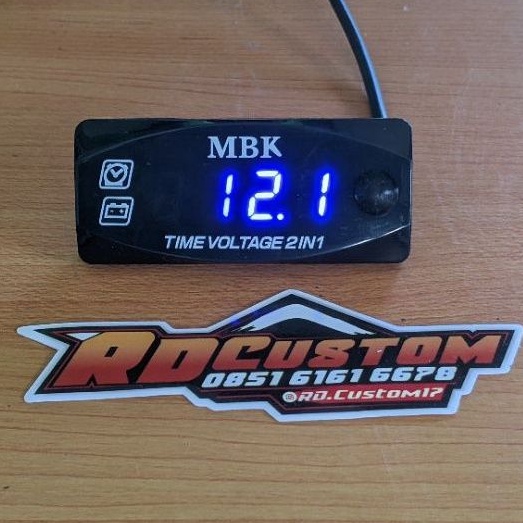 MBK
12.1
TIME VOLTAGE 2IN1
RDCUSTOM
0851 6161 6678
@RD.CUSTOM17